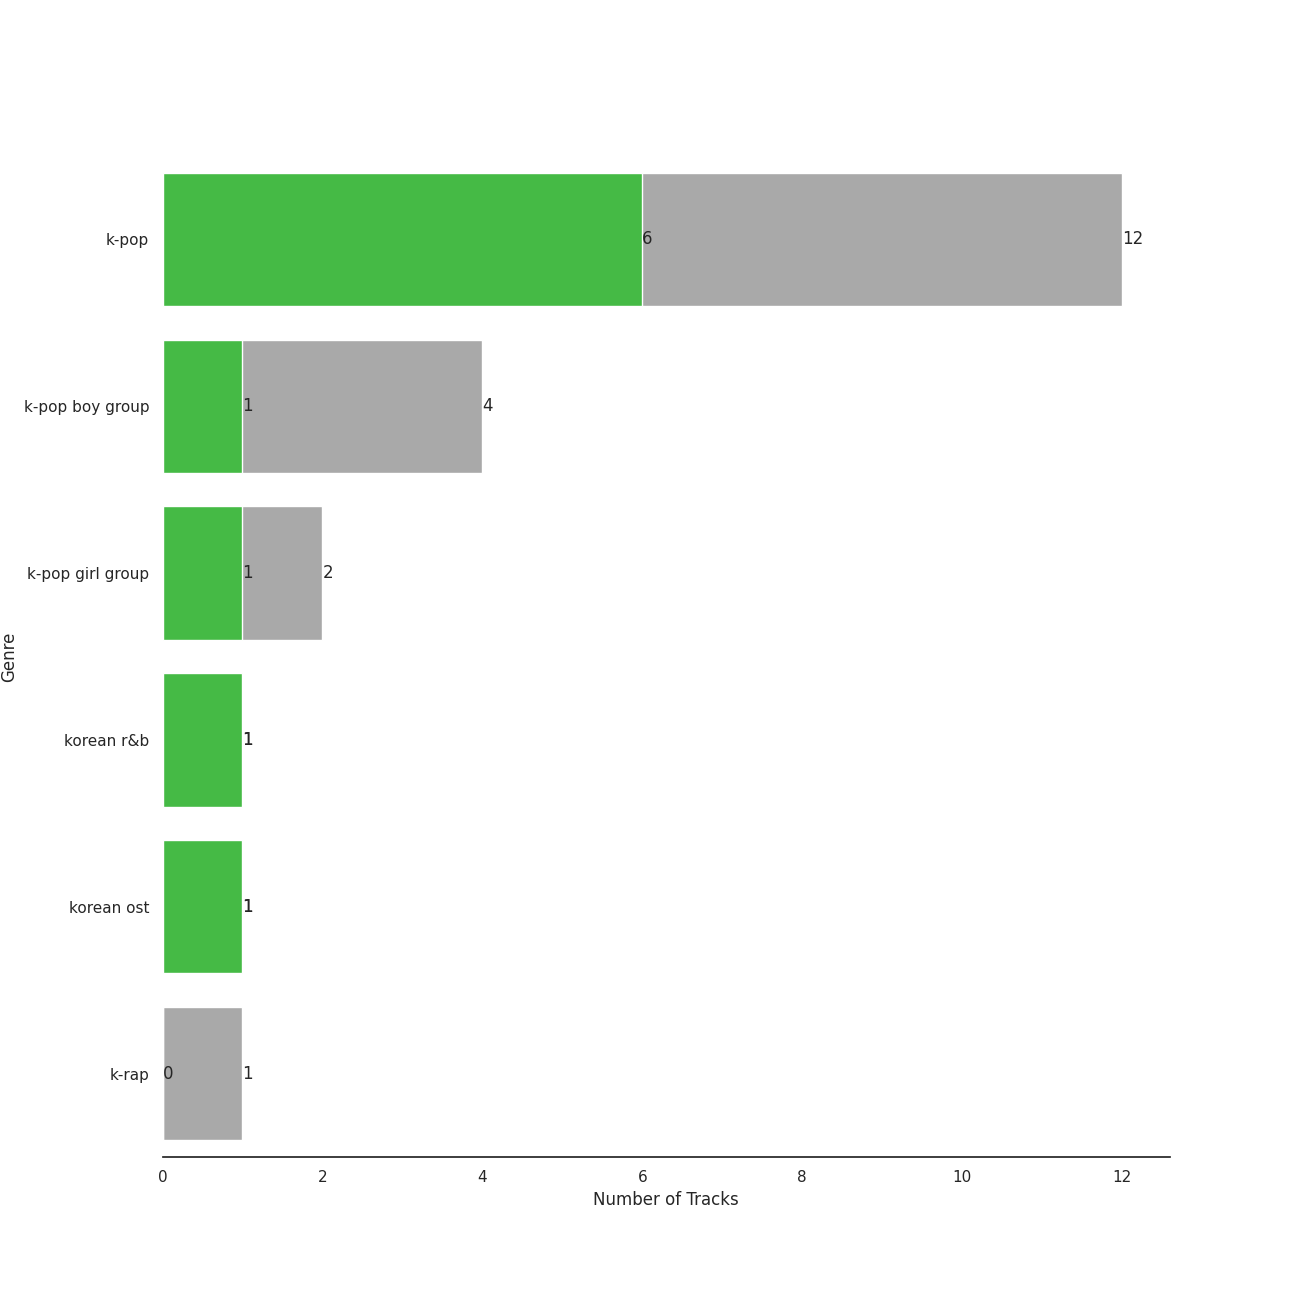 k-pop 6 12
k-pop boy group 1 4
k-pop girl group 1 2
Genre
korean r&b 1
korean ost 1
k-rap 0 1
0 2 4 6 8 10 12
Number of Tracks